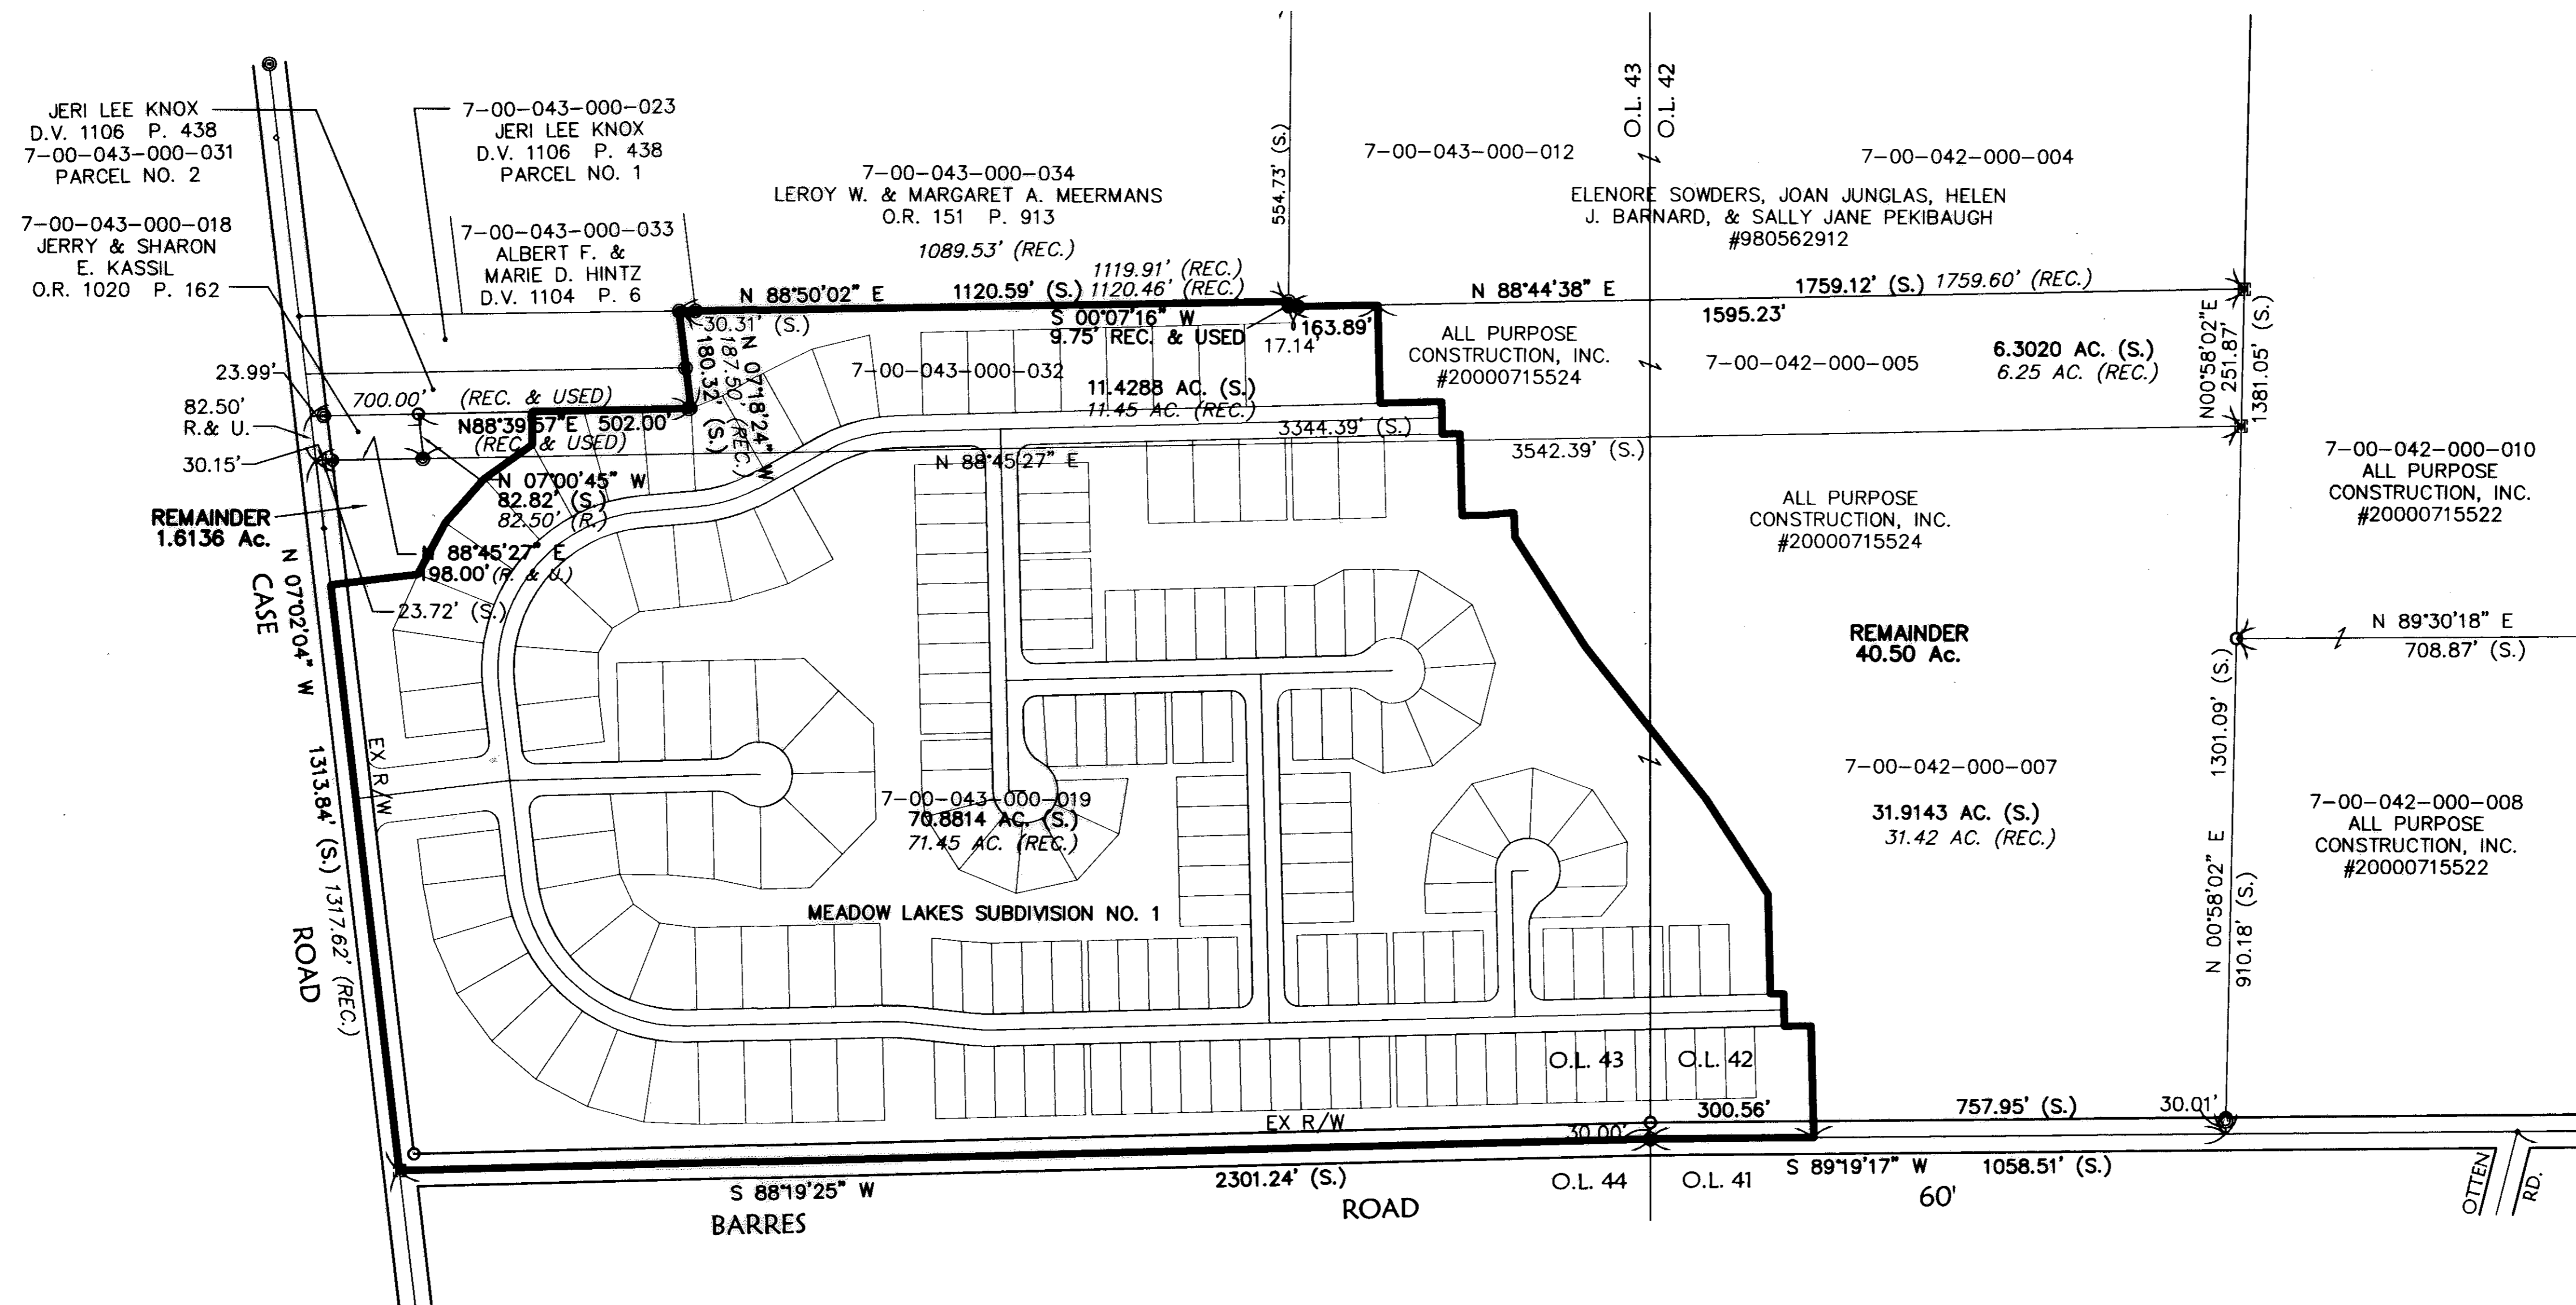 JERI LEE KNOX
D.V. 1106 P. 438
7-00-043-000-031
PARCEL NO. 2
7-00-043-000-018
JERRY & SHARON
E. KASSIL
O.R. 1020 P. 162
7-00-043-000-023
JERI LEE KNOX
D.V. 1106 P. 438
PARCEL NO. 1
7-00-043-000-033
ALBERT F. &
MARIE D. HINTZ
D.V. 1104 P. 6
7-00-043-000-034
LEROY W. & MARGARET A. MEERMANS
O.R. 151 P. 913
1089.53' (REC.)
1119.91' (REC.)
N 88°50'02" E 1120.59' (S.) 1120.46' (REC.)
30.31' (S.)
S 00°07'16" W
9.75' REC. & USED
163.89'
17.14'
554.73' (S.)
7-00-043-000-012
O.L. 43
O.L. 42
7-00-042-000-004
ELENORE SOWDERS, JOAN JUNGLAS, HELEN
J. BARNARD, & SALLY JANE PEKIBAUGH
#980562912
N 88°44'38" E 1759.12' (S.) 1759.60' (REC.)
1595.23'
ALL PURPOSE
CONSTRUCTION, INC.
#20000715524
7-00-042-000-005
6.3020 AC. (S.)
6.25 AC. (REC.)
N00°58'02"E
251.87'
1381.05' (S.)
23.99'
82.50'
R.& U.
30.15'
700.00' (REC. & USED)
N88°39'57"E 502.00'
(REC. & USED)
N 07°18'24" W
187.50' (REC.)
180.32' (S.)
7-00-043-000-032
11.4288 AC. (S.)
11.45 AC. (REC.)
3344.39' (S.)
3542.39' (S.)
N 88°45'27" E
N 07°00'45" W
82.82' (S.)
82.50' (R.)
REMAINDER
1.6136 Ac.
N 88°45'27" E
198.00' (R. & U.)
23.72' (S.)
N 07°02'04" W
CASE
1313.84' (S.) 1317.62' (REC.)
ROAD
EX R/W
ALL PURPOSE
CONSTRUCTION, INC.
#20000715524
7-00-042-000-010
ALL PURPOSE
CONSTRUCTION, INC.
#20000715522
REMAINDER
40.50 Ac.
N 89°30'18" E
708.87' (S.)
7-00-042-000-007
31.9143 AC. (S.)
31.42 AC. (REC.)
N 00°58'02" E 1301.09' (S.)
910.18' (S.)
7-00-042-000-008
ALL PURPOSE
CONSTRUCTION, INC.
#20000715522
7-00-043-000-019
70.8814 AC. (S.)
71.45 AC. (REC.)
MEADOW LAKES SUBDIVISION NO. 1
O.L. 43
O.L. 42
EX R/W
300.56'
757.95' (S.)
30.01'
30.00'
S 88°19'25" W
2301.24' (S.)
O.L. 44
O.L. 41
S 89°19'17" W 1058.51' (S.)
BARRES
ROAD
60'
OTTEN
RD.